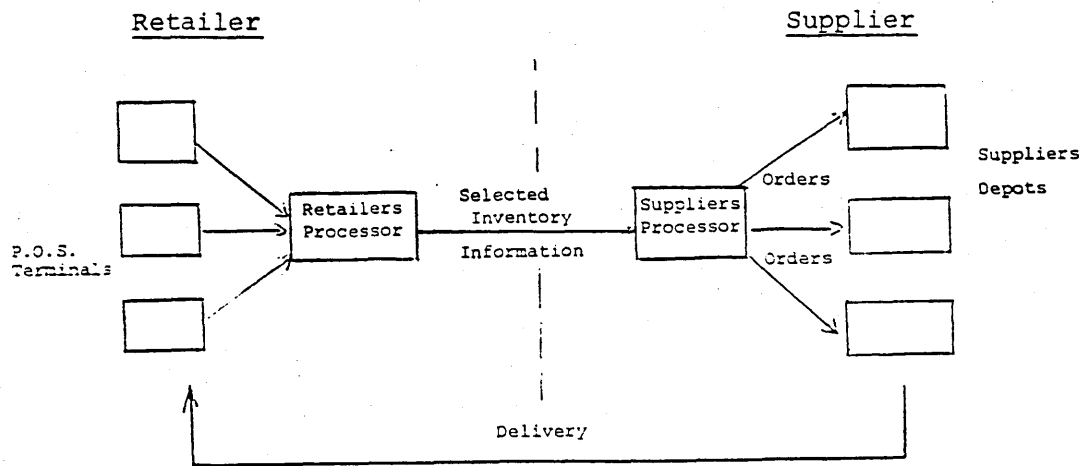 Retailer
Supplier
P.O.S.
Terminals
Retailers
Processor
Selected
Inventory
Information
Suppliers
Processor
Orders
Orders
Suppliers
Depots
Delivery